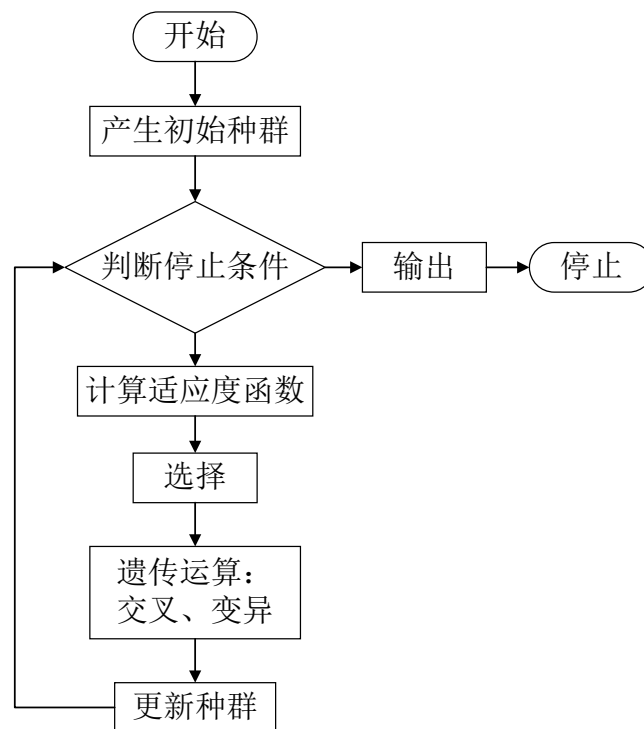 开始
产生初始种群
判断停止条件
输出
停止
计算适应度函数
选择
遗传运算：
交叉、变异
更新种群